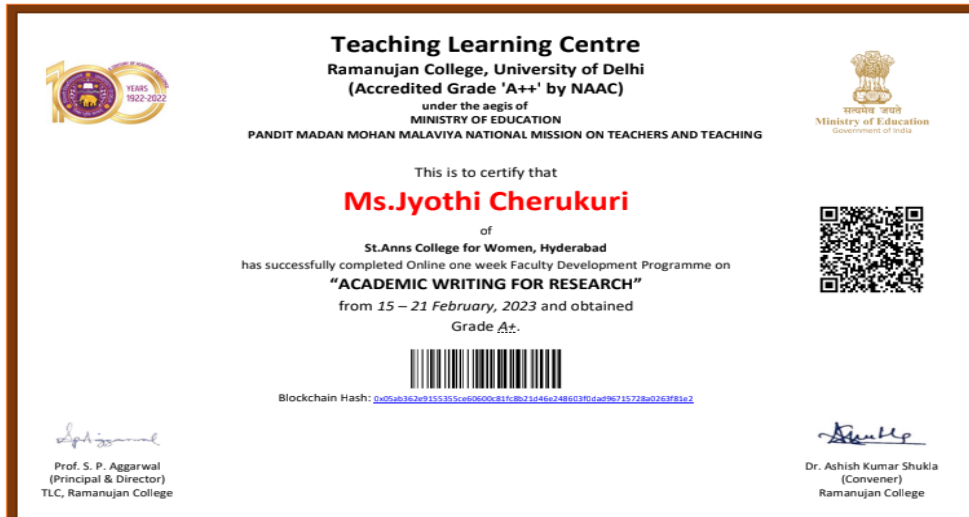 Teaching Learning Centre
Ramanujan College, University of Delhi
(Accredited Grade 'A++' by NAAC)
under the aegis of
MINISTRY OF EDUCATION
PANDIT MADAN MOHAN MALAVIYA NATIONAL MISSION ON TEACHERS AND TEACHING
100
YEARS
1922-2022
सत्यमेव जयते
Ministry of Education
Government of India
This is to certify that
Ms.Jyothi Cherukuri
of
St.Anns College for Women, Hyderabad
has successfully completed Online one week Faculty Development Programme on
“ACADEMIC WRITING FOR RESEARCH”
from 15 – 21 February, 2023 and obtained
Grade A+.
Blockchain Hash: 0x05ab362e9155355ce60600c81fc8b21d46e248603f0dad96715728a0263f81e2
Prof. S. P. Aggarwal
(Principal & Director)
TLC, Ramanujan College
Dr. Ashish Kumar Shukla
(Convener)
Ramanujan College